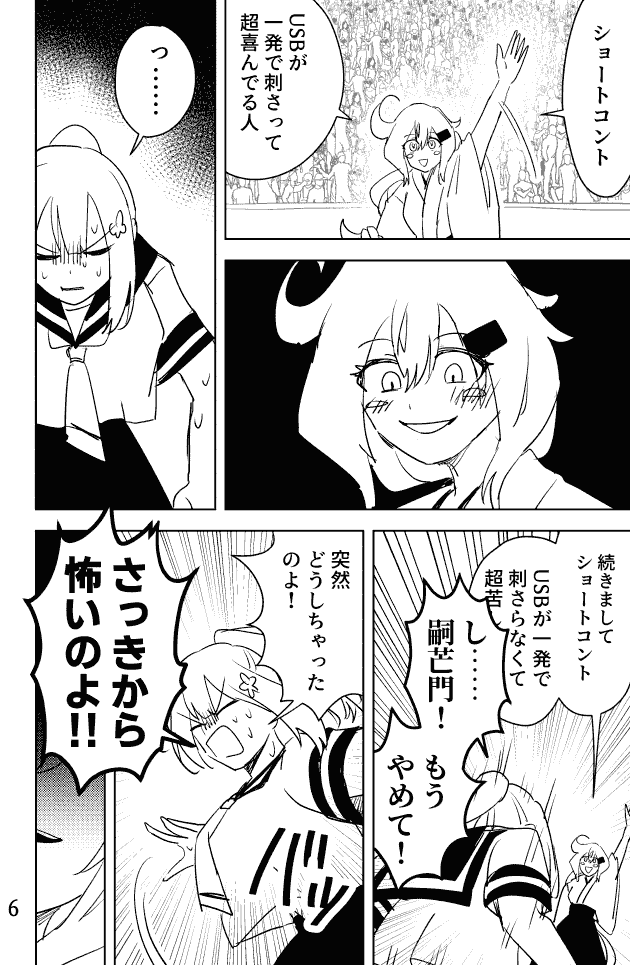 ショートコント
USBが
一発で刺さって
超喜んでる人
っ……
続きまして
ショートコント
USBが一発で
刺さらなくて
超苦
し……
嗣芒門!
もう
やめて!
突然
どうしちゃった
のよ!
さっきから
怖いのよ!!
6